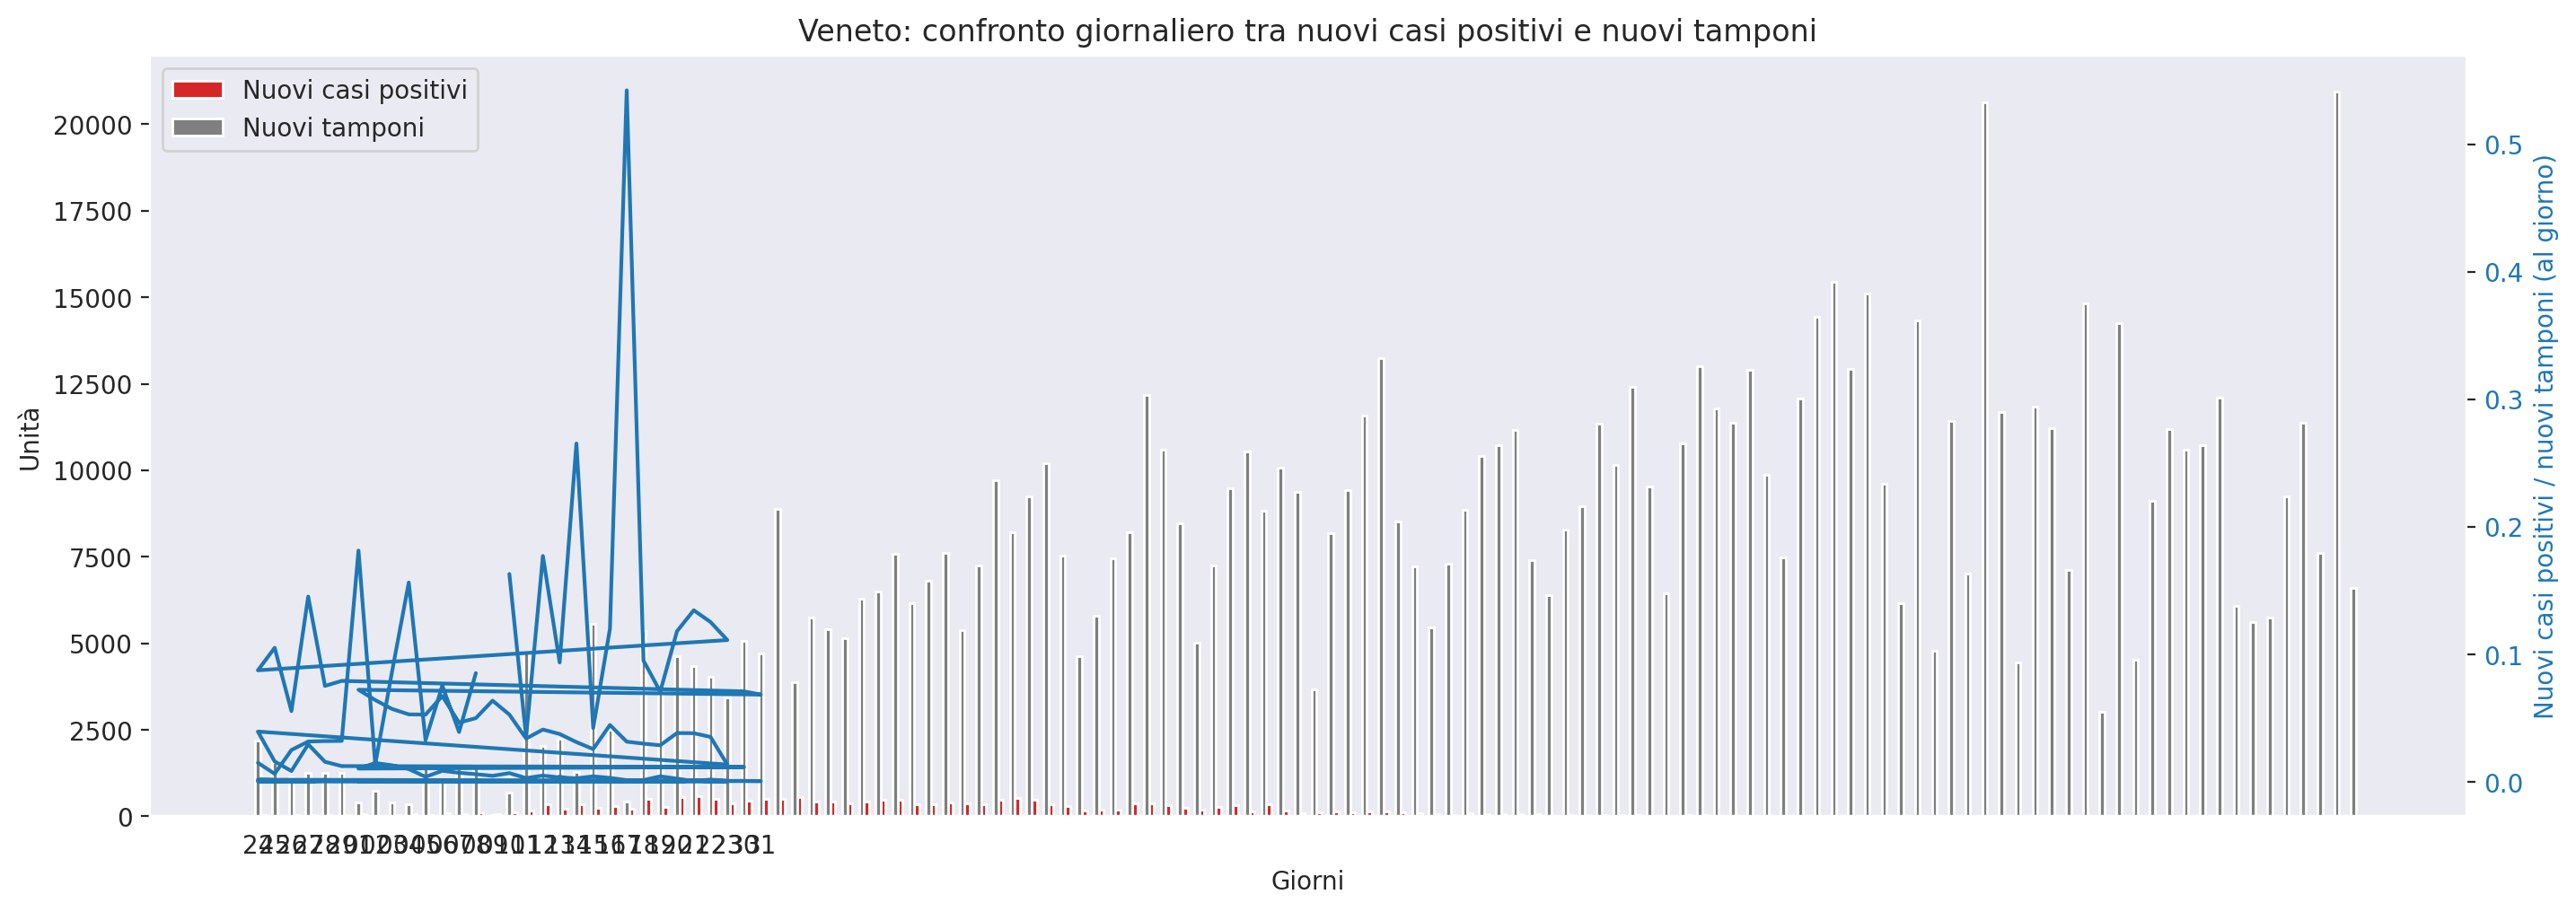 Veneto: confronto giornaliero tra nuovi casi positivi e nuovi tamponi
Nuovi casi positivi
Nuovi tamponi
20000
17500
15000
12500
10000
7500
5000
2500
0
Unità
0.5
0.4
0.3
0.2
0.1
0.0
Nuovi casi positivi / nuovi tamponi (al giorno)
Giorni